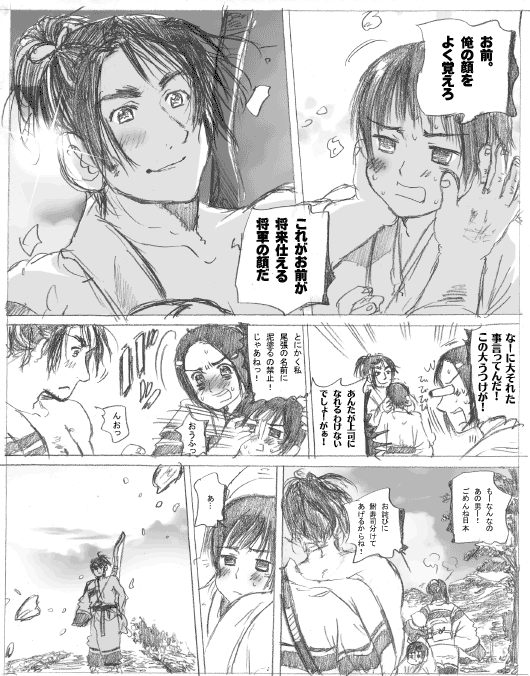 お前。
俺の顔を
よく覚えろ
これがお前が
将来仕える
将軍の顔だ
なーに大それた
事言ってんだ!
この大うつけが!
あんたが上司に
なれるわけない
でしょーがぁ!
とにかく私
尾張の名前に
泥塗るの禁止!
じゃあねっ!
おうふっ
んおっ
もーなんなの
あの男ー!
ごめんね日本
お詫びに
鮒寿司分けて
あげるからね!
あ…